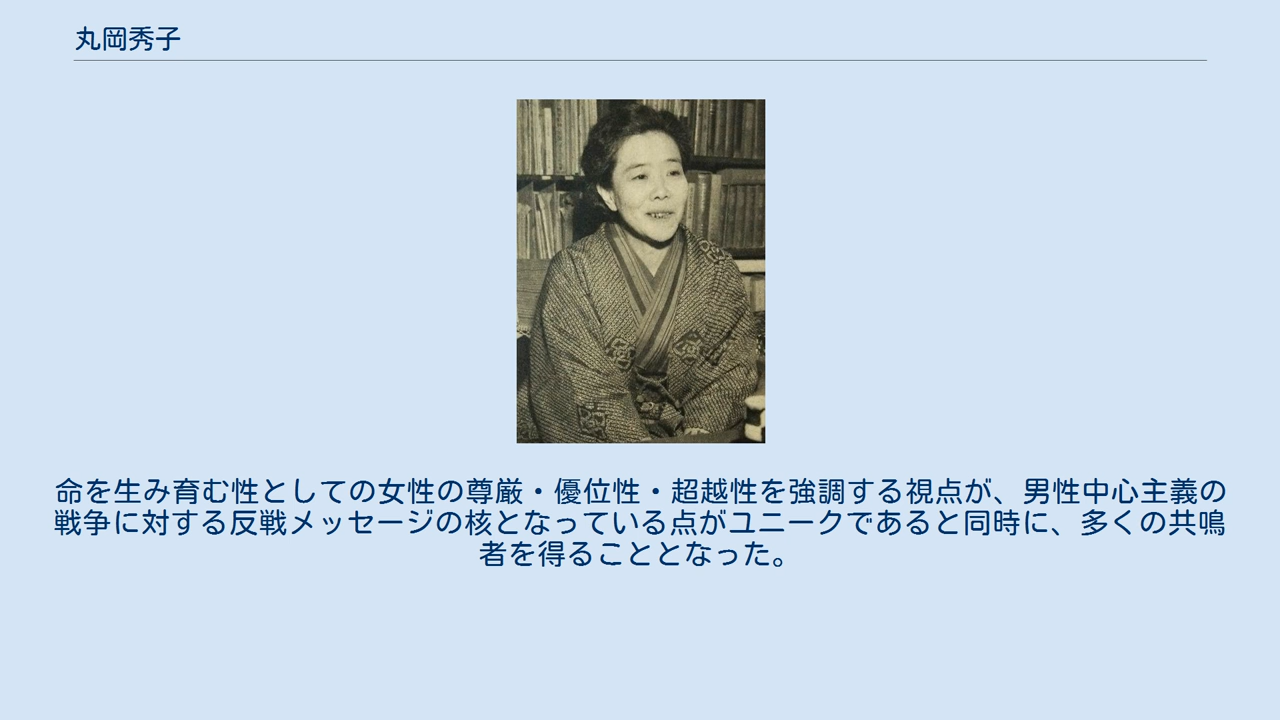 丸岡秀子
命を生み育む性としての女性の尊厳・優位性・超越性を強調する視点が、男性中心主義の
戦争に対する反戦メッセージの核となっている点がユニークであると同時に、多くの共鳴
者を得ることとなった。